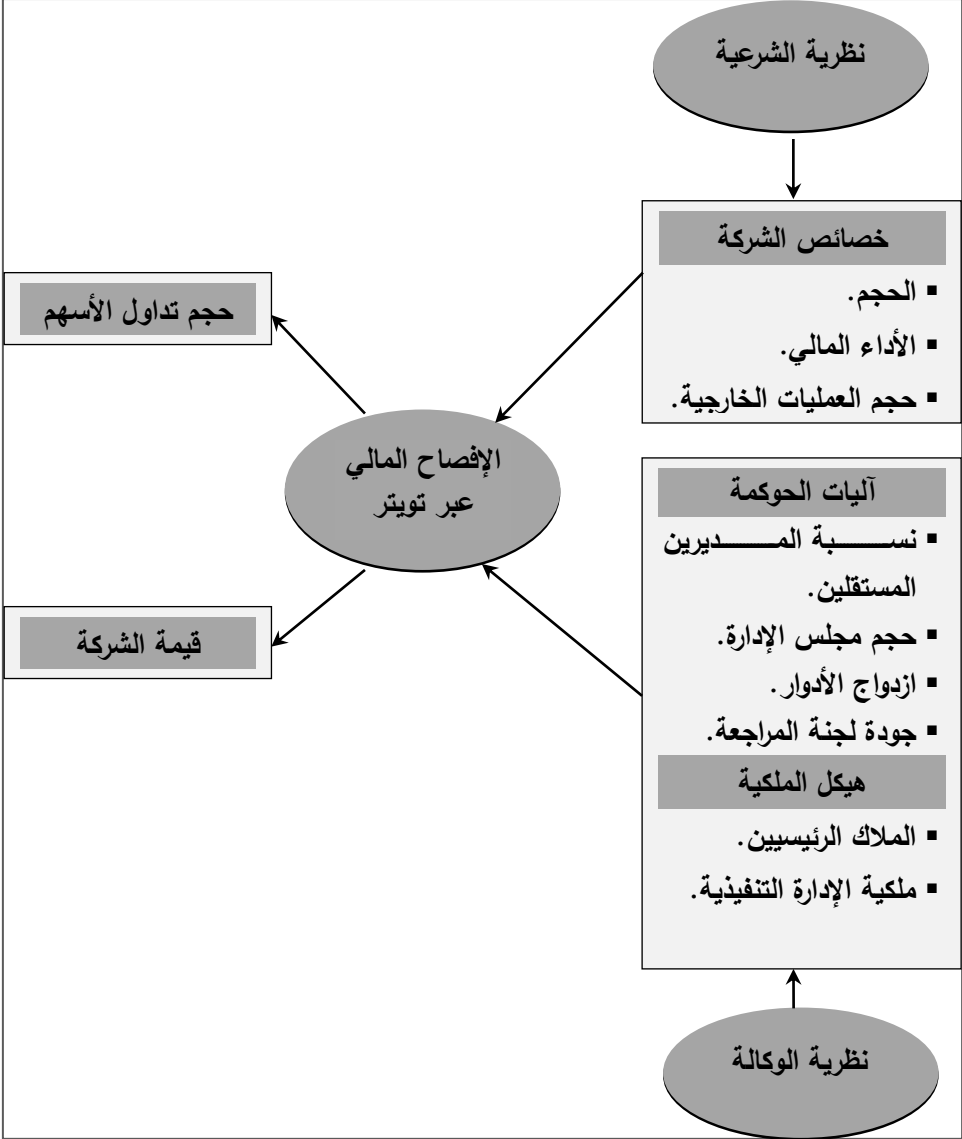 نظرية الشرعية
خصائص الشركة
▪ الحجم.
▪ الأداء المالي.
▪ حجم العمليات الخارجية.
حجم تداول الأسهم
الإفصاح المالي
عبر تويتر
قيمة الشركة
آليات الحوكمة
▪ نســـــــبة المـــــــديرين
المستقلين.
▪ حجم مجلس الإدارة.
▪ ازدواج الأدوار.
▪ جودة لجنة المراجعة.
هيكل الملكية
▪ الملاك الرئيسيين.
▪ ملكية الإدارة التنفيذية.
نظرية الوكالة